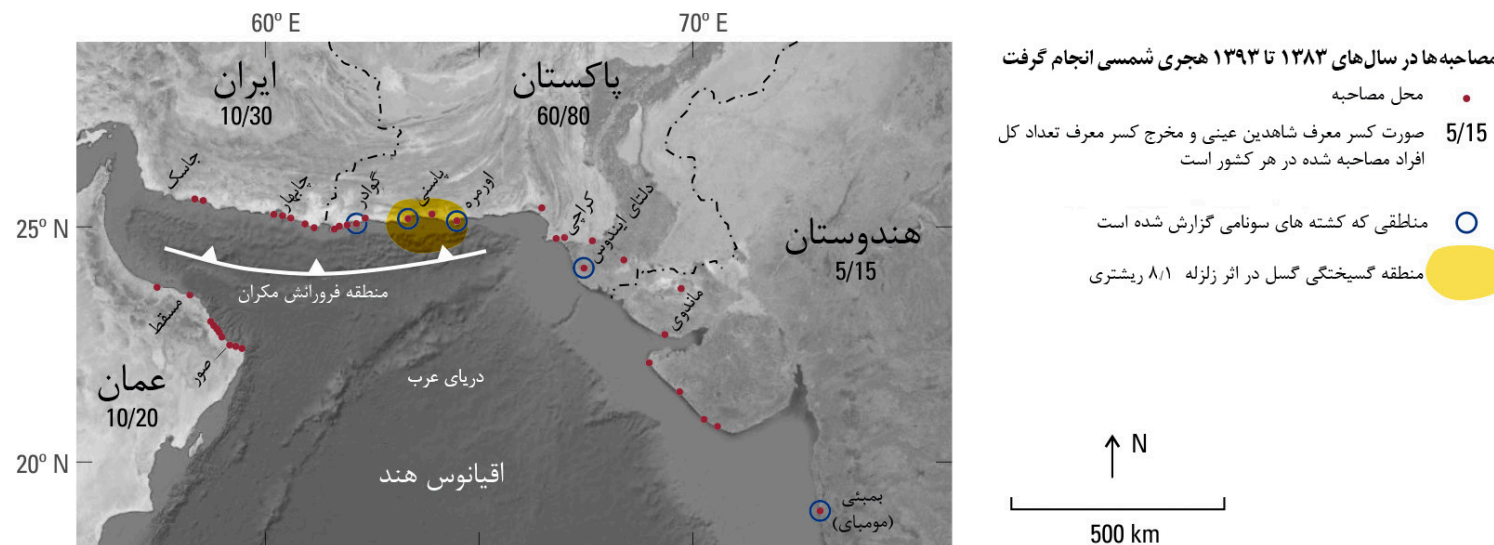 60° E
70° E
ایران
10/30
پاکستان
60/80
جاسک
چابهار
گوادر
پاسنی
اورمره
کراچی
دلتای ایندوس
25° N
هندوستان
5/15
منطقه فرورانش مکران
ماندوی
مسقط
صور
عمان
10/20
دریای عرب
20° N
اقیانوس هند
بمبئی
(مومبای)
مصاحبه‌ها در سال‌های ۱۳۸۳ تا ۱۳۹۳ هجری شمسی انجام گرفت
محل مصاحبه
5/15
صورت کسر معرف شاهدین عینی و مخرج کسر معرف تعداد کل
افراد مصاحبه شده در هر کشور است
مناطقی که کشته های سونامی گزارش شده است
منطقه گسیختگی گسل در اثر زلزله ۸/۱ ریشتری
N
500 km